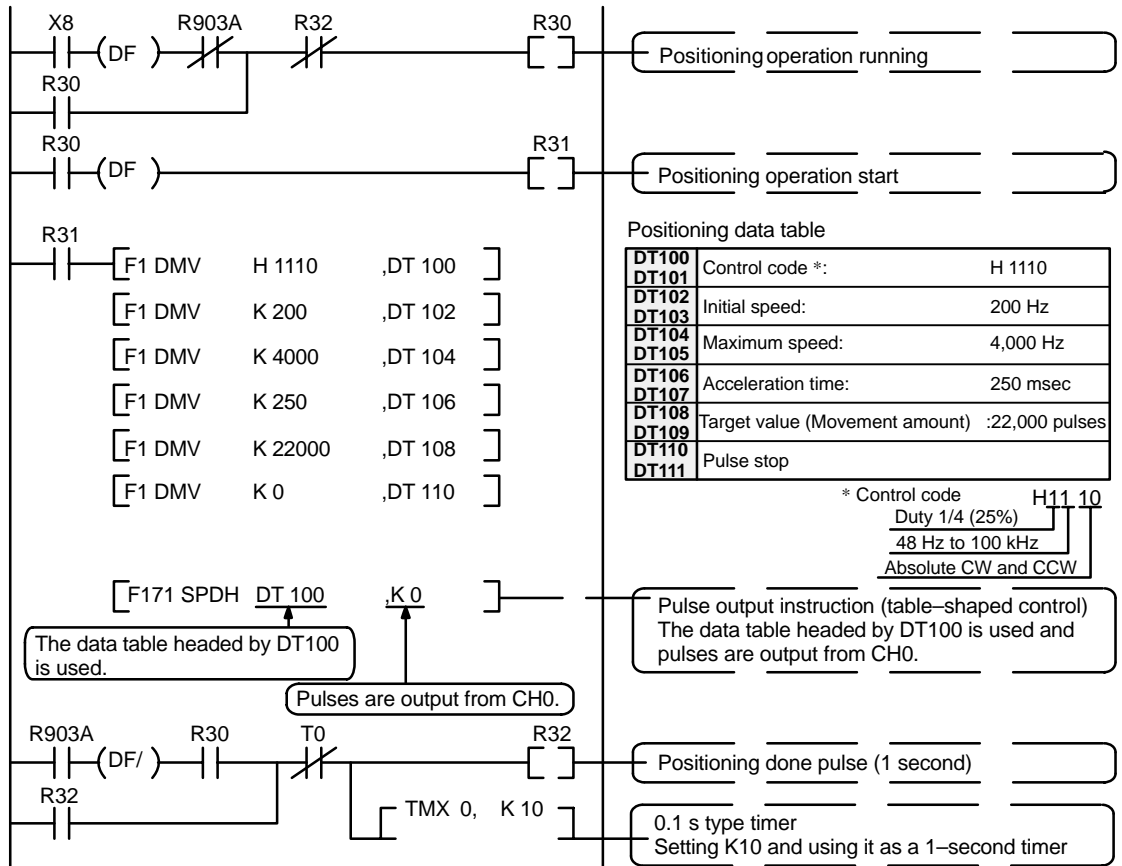 X8 R903A R32 R30
(DF )
Positioning operation running
R30
R30 R31
(DF )
Positioning operation start
R31
F1 DMV H 1110 ,DT 100
F1 DMV K 200 ,DT 102
F1 DMV K 4000 ,DT 104
F1 DMV K 250 ,DT 106
F1 DMV K 22000 ,DT 108
F1 DMV K 0 ,DT 110
Positioning data table
DT100
DT101 Control code *: H 1110
DT102
DT103 Initial speed: 200 Hz
DT104
DT105 Maximum speed: 4,000 Hz
DT106
DT107 Acceleration time: 250 msec
DT108
DT109 Target value (Movement amount) :22,000 pulses
DT110
DT111 Pulse stop
* Control code H11 10
Duty 1/4 (25%)
48 Hz to 100 kHz
Absolute CW and CCW
F171 SPDH DT 100 ,K 0
Pulse output instruction (table–shaped control)
The data table headed by DT100 is used and
pulses are output from CH0.
The data table headed by DT100
is used.
Pulses are output from CH0.
R903A R30 T0 R32
(DF/ )
Positioning done pulse (1 second)
R32
TMX 0, K 10
0.1 s type timer
Setting K10 and using it as a 1–second timer